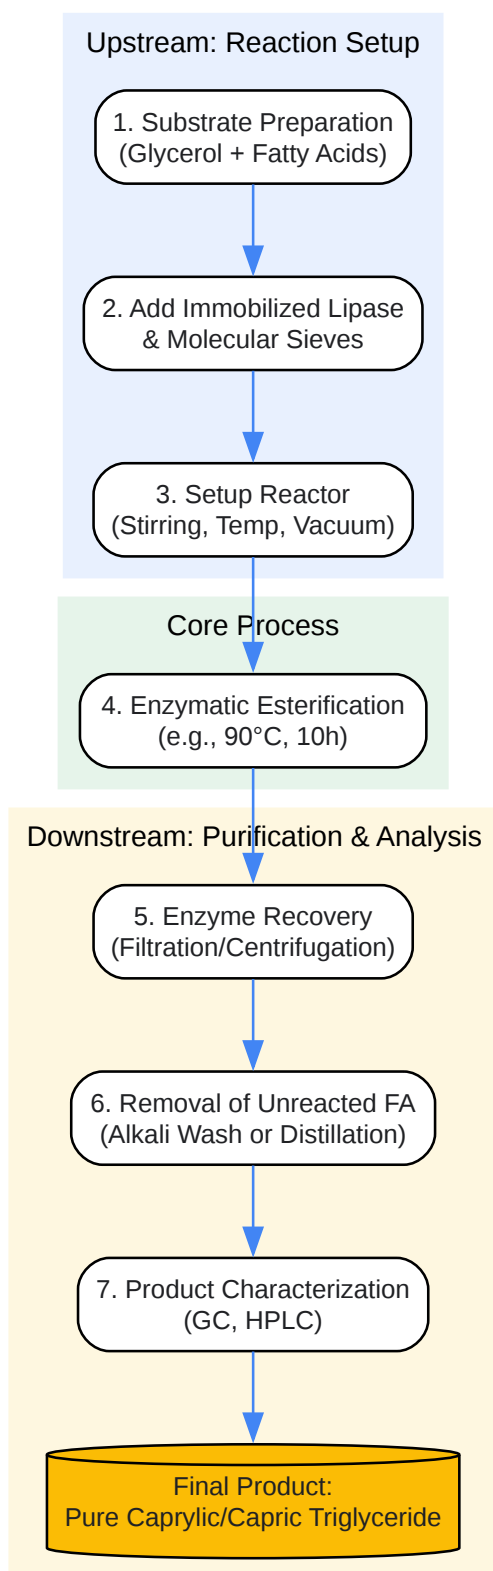 Upstream: Reaction Setup
1. Substrate Preparation
(Glycerol + Fatty Acids)
2. Add Immobilized Lipase
& Molecular Sieves
3. Setup Reactor
(Stirring, Temp, Vacuum)
Core Process
4. Enzymatic Esterification
(e.g., 90°C, 10h)
Downstream: Purification & Analysis
5. Enzyme Recovery
(Filtration/Centrifugation)
6. Removal of Unreacted FA
(Alkali Wash or Distillation)
7. Product Characterization
(GC, HPLC)
Final Product:
Pure Caprylic/Capric Triglyceride